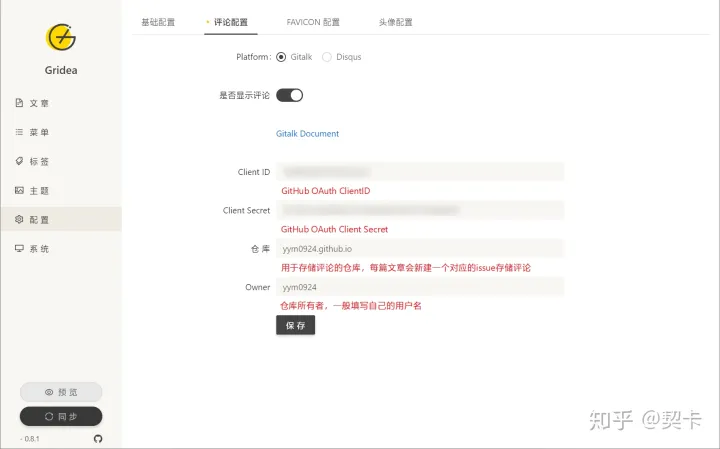 Gridea
文章
菜单
标签
主题
配置
系统
预览
同步
- 0.8.1
基础配置
评论配置
FAVICON 配置
头像配置
Platform:
Gitalk
Disqus
是否显示评论
Gitalk Document
Client ID
GitHub OAuth ClientID
Client Secret
GitHub OAuth Client Secret
仓库
yym0924.github.io
用于存储评论的仓库，每篇文章会新建一个对应的issue存储评论
Owner
yym0924
仓库所有者，一般填写自己的用户名
保存
知乎 @契卡